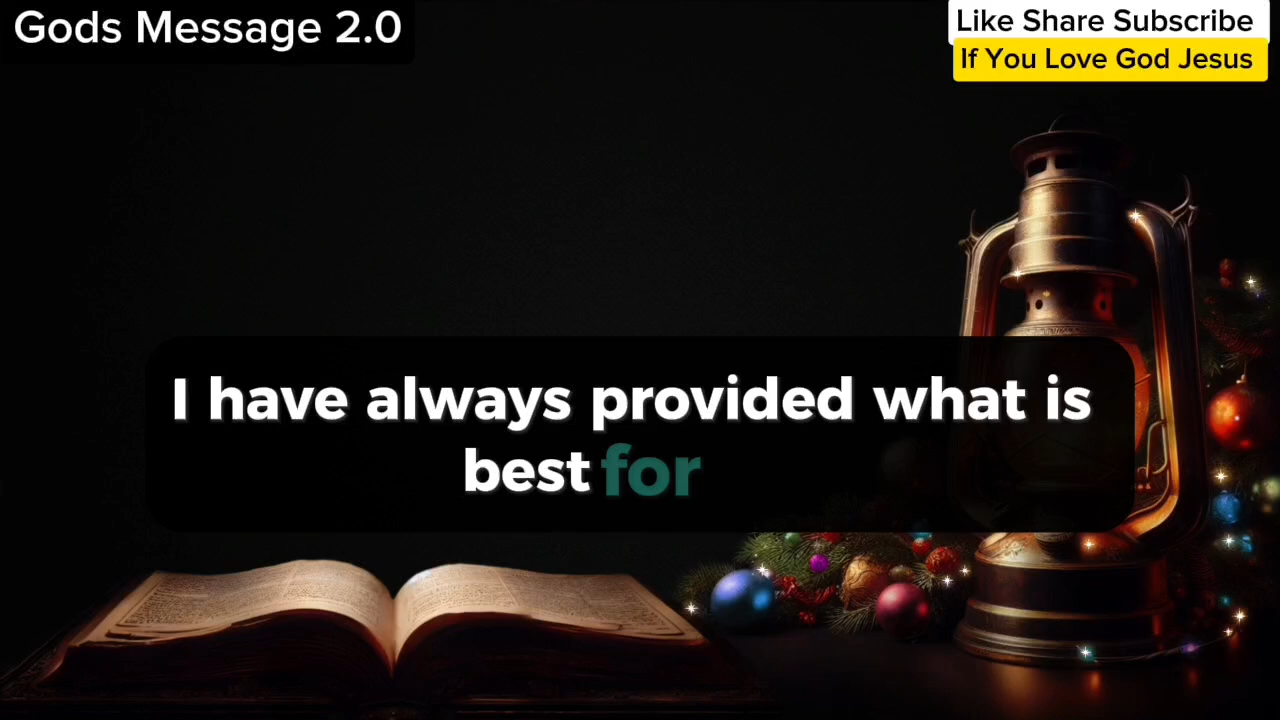 Gods Message 2.0
Like Share Subscribe
If You Love God Jesus
I have always provided what is
best for